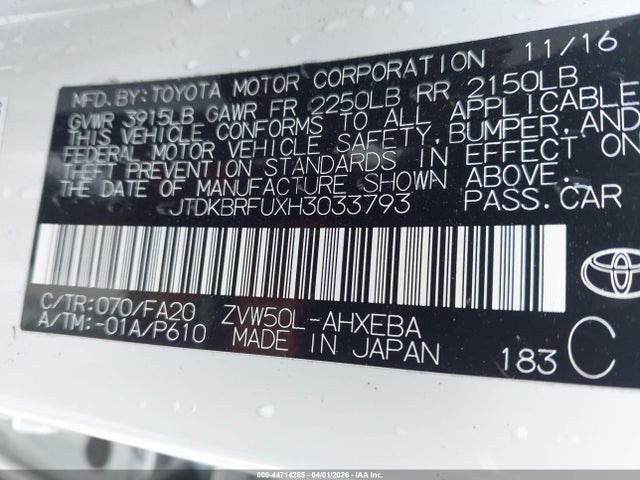 11/16
MFD.BY:TOYOTA MOTOR CORPORATION
GVWR 3915LB GAWR FR 2250LB RR 2150LB
THIS VEHICLE CONFORMS TO ALL APPLICABLE
FEDERAL MOTOR VEHICLE SAFETY,BUMPER,AND
THEFT PREVENTION STANDARDS IN EFFECT ON
THE DATE OF MANUFACTURE SHOWN ABOVE.
JTDKBRFUXH3033793 PASS.CAR
C/TR:070/FA20 ZVW50L-AHXEBA
A/TM:-01A/P610 MADE IN JAPAN
183 C
000-44714285 - 04/01/2026 - IAA Inc.